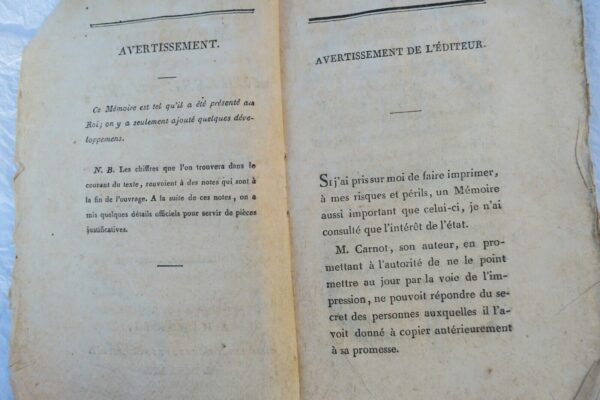 AVERTISSEMENT.
Ce Mémoire est tel qu'il a été présenté au
Roi; on y a seulement ajouté quelques déve-
loppemens.
N. B. Les chiffres que l'on trouvera dans le
courant du texte, renvoient à des notes qui sont à
la fin de l'ouvrage. A la suite de ces notes, on a
mis quelques détails officiels pour servir de pièces
justificatives.
AVERTISSEMENT DE L'ÉDITEUR.
Si j'ai pris sur moi de faire imprimer,
à mes risques et périls, un Mémoire
aussi important que celui-ci, je n'ai
consulté que l'intérêt de l'état.
M. Carnot, son auteur, en pro-
mettant à l'autorité de ne le point
mettre au jour par la voie de l'im-
pression, ne pouvoit répondre du se-
cret des personnes auxquelles il l'a-
voit donné à copier antérieurement
à sa promesse.